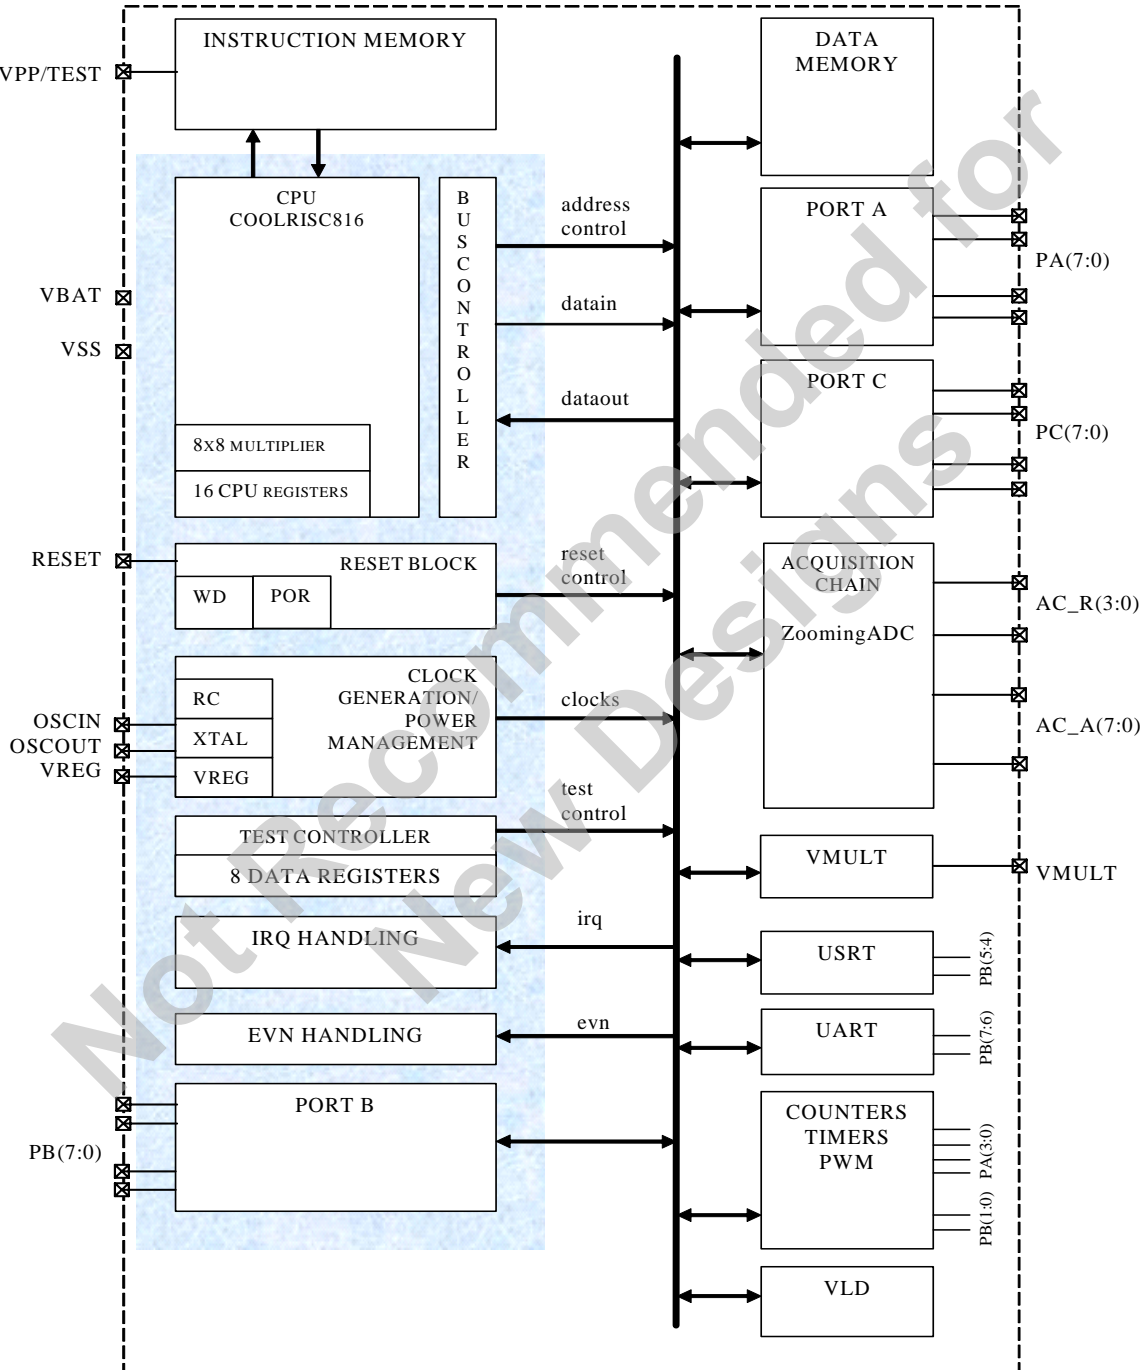 INSTRUCTION MEMORY
VPP/TEST
CPU
COOLRISC816
BUSCONTROLLER
8x8 MULTIPLIER
16 CPU REGISTERS
VBAT
VSS
address
control
datain
dataout
RESET
RESET BLOCK
WD
POR
reset
control
CLOCK
GENERATION/
POWER
MANAGEMENT
RC
XTAL
VREG
OSCIN
OSCOUT
VREG
clocks
test
control
TEST CONTROLLER
8 DATA REGISTERS
IRQ HANDLING
irq
EVN HANDLING
evn
PORT B
PB(7:0)
DATA
MEMORY
PORT A
PA(7:0)
PORT C
PC(7:0)
ACQUISITION
CHAIN
ZoomingADC
AC_R(3:0)
AC_A(7:0)
VMULT
VMULT
USRT
PB(5:4)
UART
PB(7:6)
COUNTERS
TIMERS
PWM
PA(3:0)
PB(1:0)
VLD
Not Recommended for
New Designs